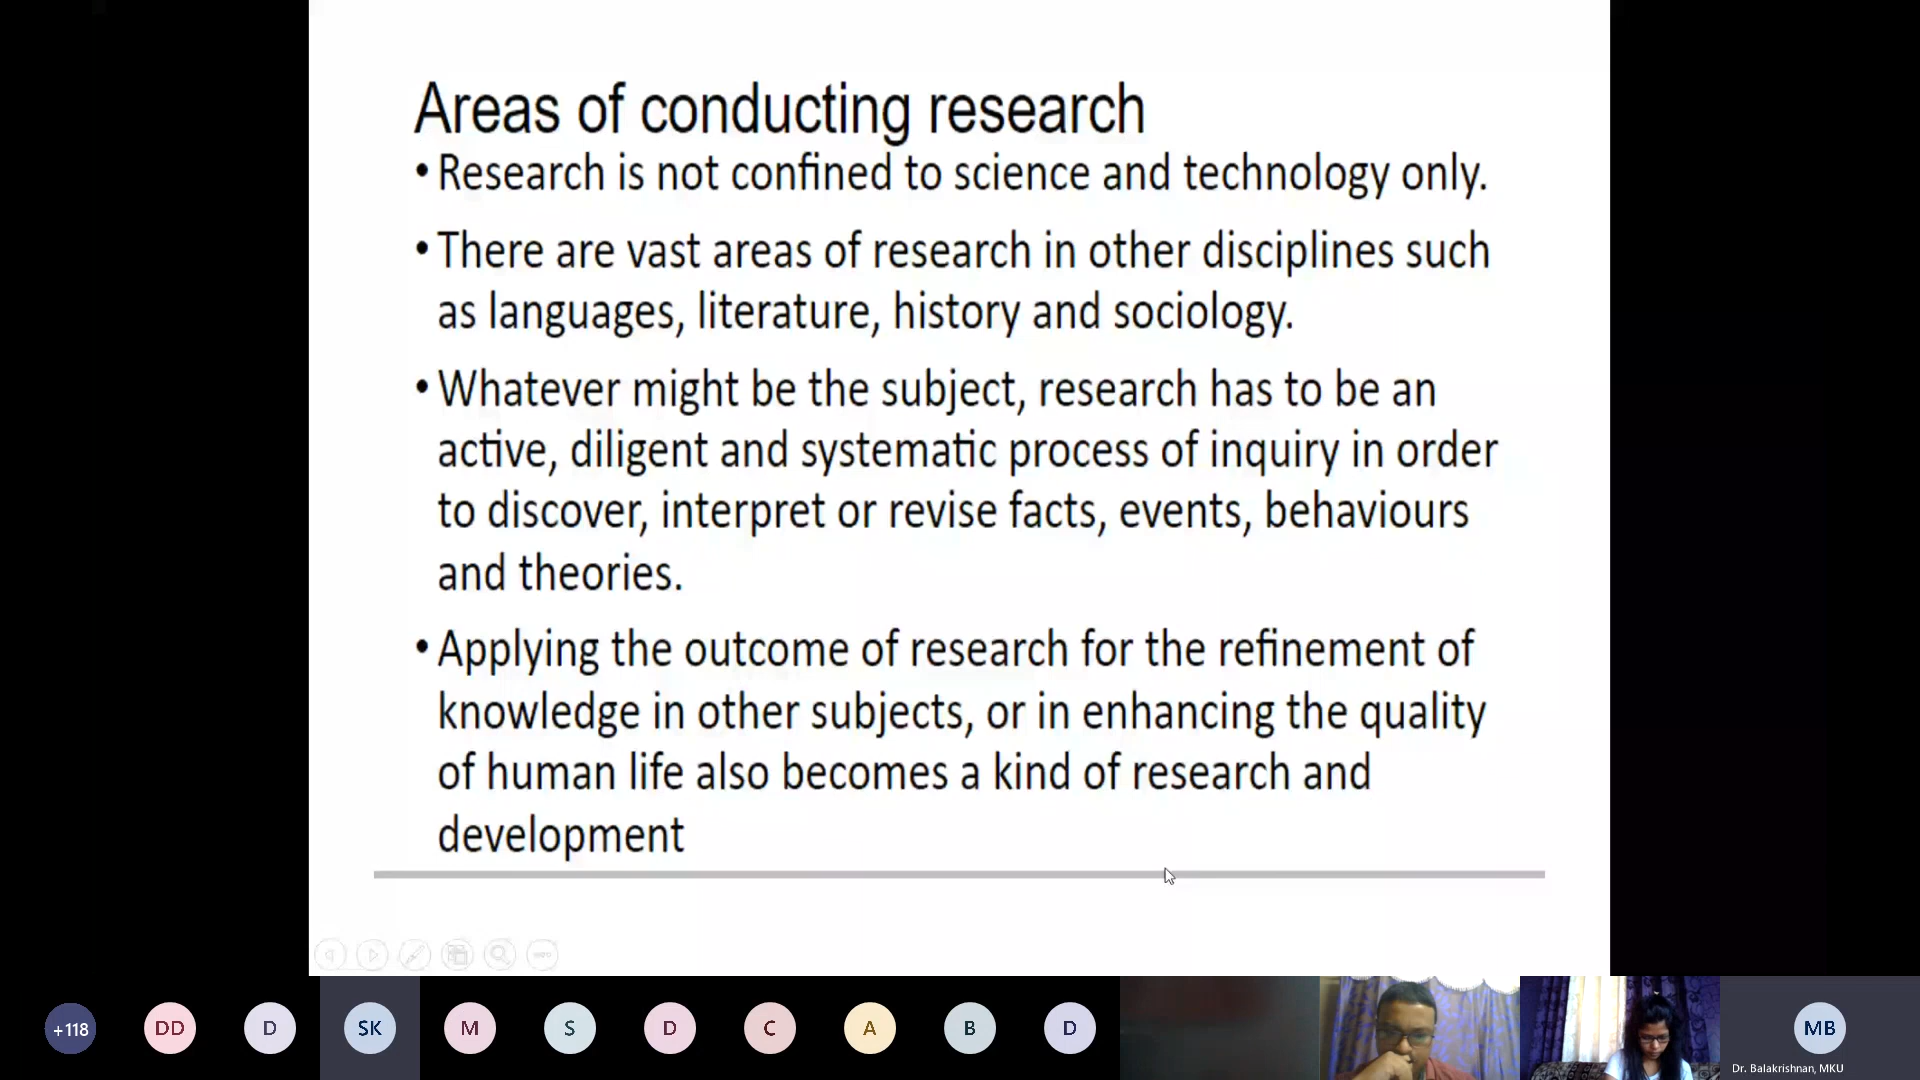 Areas of conducting research
• Research is not confined to science and technology only.
• There are vast areas of research in other disciplines such
as languages, literature, history and sociology.
• Whatever might be the subject, research has to be an
active, diligent and systematic process of inquiry in order
to discover, interpret or revise facts, events, behaviours
and theories.
• Applying the outcome of research for the refinement of
knowledge in other subjects, or in enhancing the quality
of human life also becomes a kind of research and
development
+118 DD D SK M S D C A B D MB
Dr. Balakrishnan, MKU